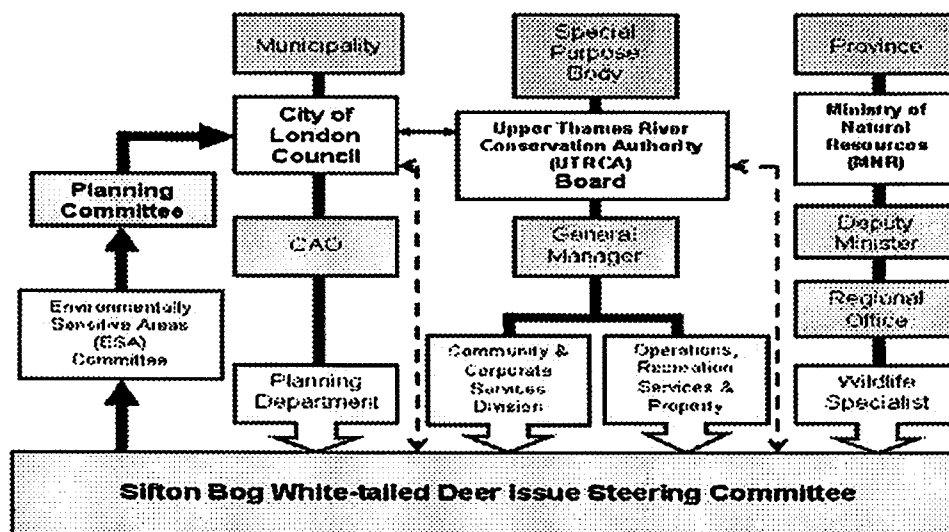 Municipality
Special
Purpose
Body
Province
City of
London
Council
Upper Thames River
Conservation Authority
(UTRCA)
Board
Ministry of
Natural
Resources
(MNR)
Planning
Committee
CAO
General
Manager
Deputy
Minister
Environmentally
Sensitive Areas
(ESA)
Committee
Regional
Office
Planning
Department
Community &
Corporate
Services
Division
Operations,
Recreation
Services &
Property
Wildlife
Specialist
Sifton Bog White-tailed Deer Issue Steering Committee